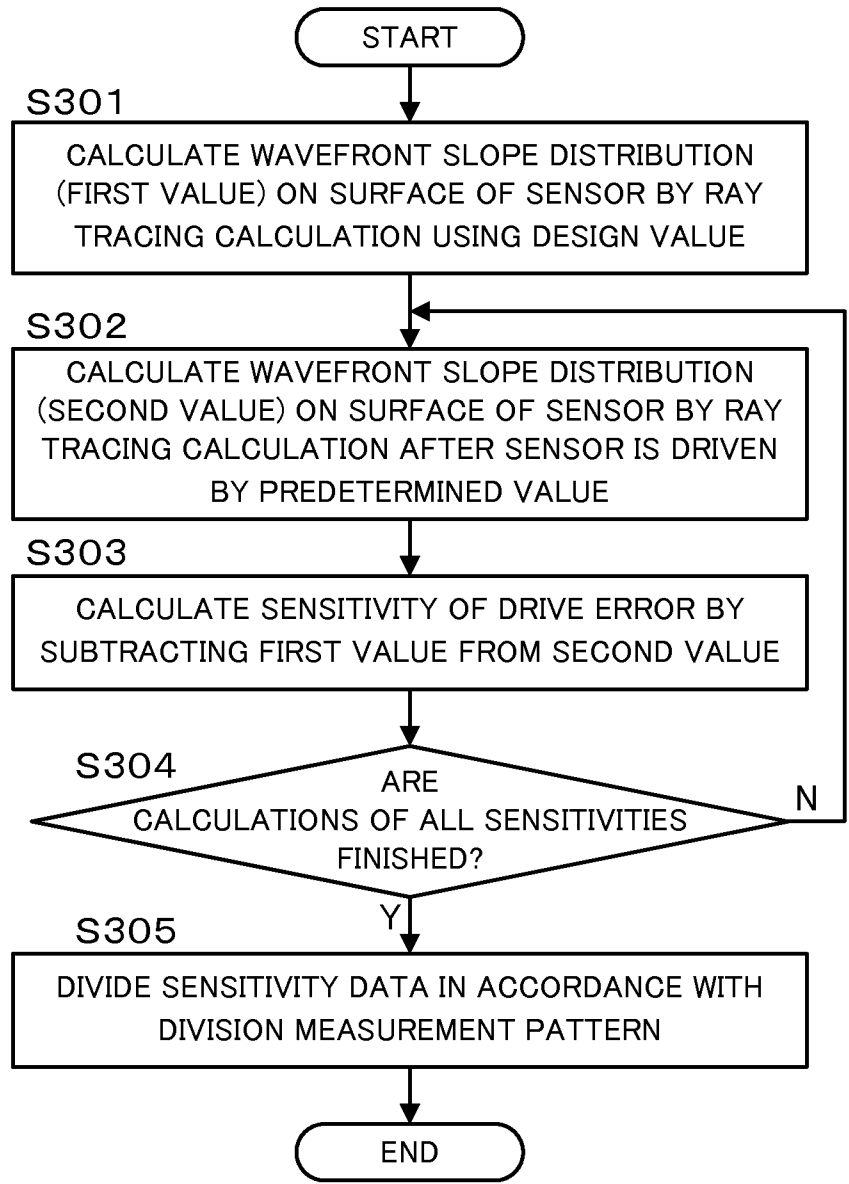 START
S301
CALCULATE WAVEFRONT SLOPE DISTRIBUTION
(FIRST VALUE) ON SURFACE OF SENSOR BY RAY
TRACING CALCULATION USING DESIGN VALUE
S302
CALCULATE WAVEFRONT SLOPE DISTRIBUTION
(SECOND VALUE) ON SURFACE OF SENSOR BY RAY
TRACING CALCULATION AFTER SENSOR IS DRIVEN
BY PREDETERMINED VALUE
S303
CALCULATE SENSITIVITY OF DRIVE ERROR BY
SUBTRACTING FIRST VALUE FROM SECOND VALUE
S304
ARE
CALCULATIONS OF ALL SENSITIVITIES
FINISHED?
N
Y
S305
DIVIDE SENSITIVITY DATA IN ACCORDANCE WITH
DIVISION MEASUREMENT PATTERN
END